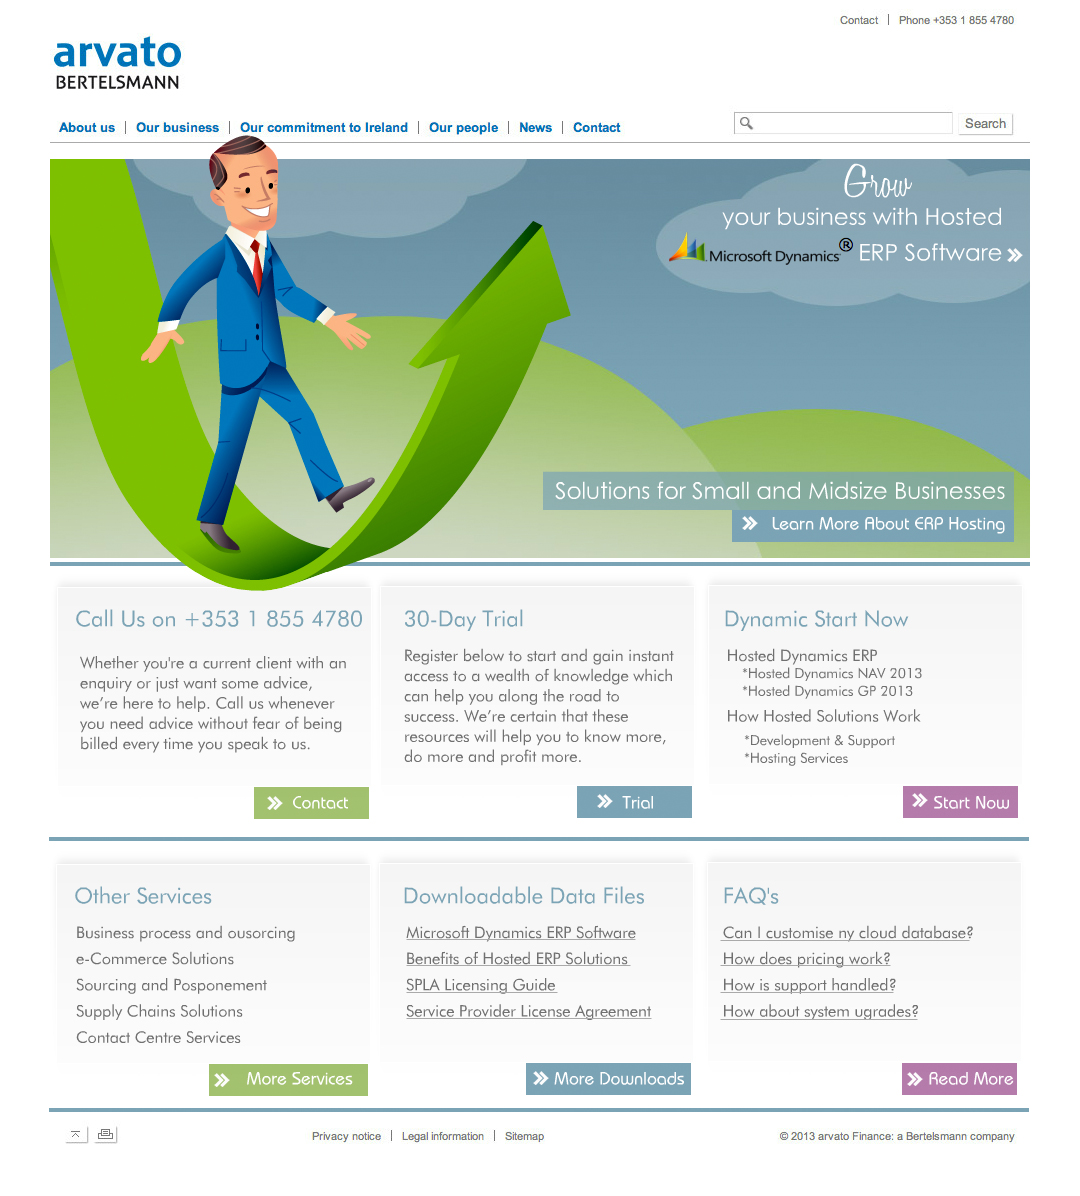 Contact | Phone +353 1 855 4780
arvato
BERTELSMANN
About us | Our business | Our commitment to Ireland | Our people | News | Contact
Search
Grow
your business with Hosted
Microsoft Dynamics® ERP Software »
Solutions for Small and Midsize Businesses
» Learn More About ERP Hosting
Call Us on +353 1 855 4780
Whether you're a current client with an
enquiry or just want some advice,
we're here to help. Call us whenever
you need advice without fear of being
billed every time you speak to us.
» Contact
30-Day Trial
Register below to start and gain instant
access to a wealth of knowledge which
can help you along the road to
success. We're certain that these
resources will help you to know more,
do more and profit more.
» Trial
Dynamic Start Now
Hosted Dynamics ERP
*Hosted Dynamics NAV 2013
*Hosted Dynamics GP 2013
How Hosted Solutions Work
*Development & Support
*Hosting Services
» Start Now
Other Services
Business process and ousorcing
e-Commerce Solutions
Sourcing and Posponement
Supply Chains Solutions
Contact Centre Services
» More Services
Downloadable Data Files
Microsoft Dynamics ERP Software
Benefits of Hosted ERP Solutions
SPLA Licensing Guide
Service Provider License Agreement
» More Downloads
FAQ's
Can I customise ny cloud database?
How does pricing work?
How is support handled?
How about system ugrades?
» Read More
Privacy notice | Legal information | Sitemap
© 2013 arvato Finance: a Bertelsmann company